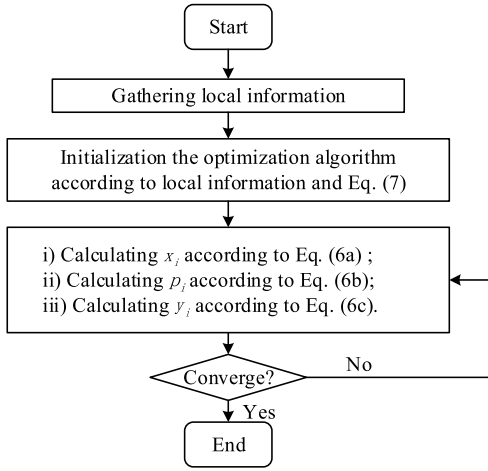 Start
Gathering local information
Initialization the optimization algorithm
according to local information and Eq. (7)
i) Calculating x_i according to Eq. (6a) ;
ii) Calculating p_i according to Eq. (6b);
iii) Calculating y_i according to Eq. (6c).
Converge?
No
Yes
End